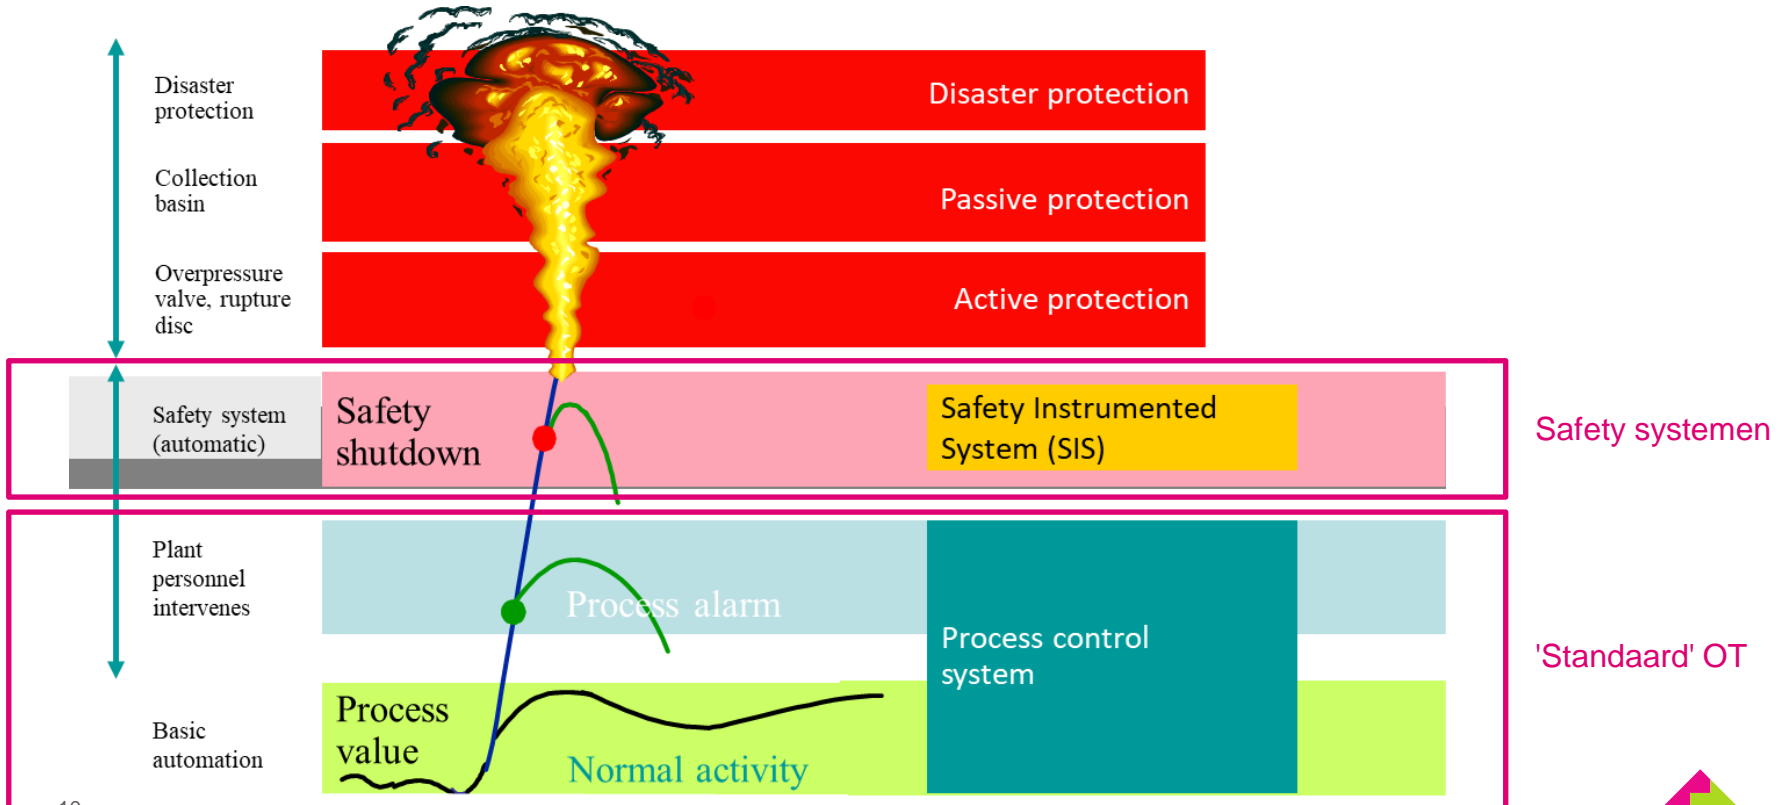 Disaster
protection
Disaster protection
Collection
basin
Passive protection
Overpressure
valve, rupture
disc
Active protection
Safety system
(automatic)
Safety
shutdown
Safety Instrumented
System (SIS)
Safety systemen
Plant
personnel
intervenes
Process alarm
Process control
system
'Standaard' OT
Basic
automation
Process
value
Normal activity